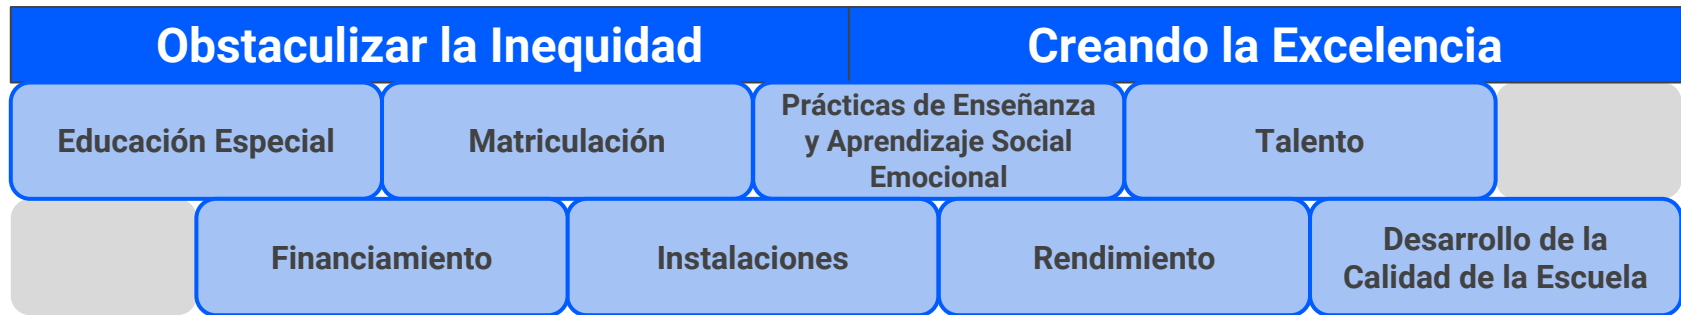 Obstaculizar la Inequidad
Creando la Excelencia
Educación Especial
Matriculación
Prácticas de Enseñanza
y Aprendizaje Social
Emocional
Talento
Financiamiento
Instalaciones
Rendimiento
Desarrollo de la
Calidad de la Escuela